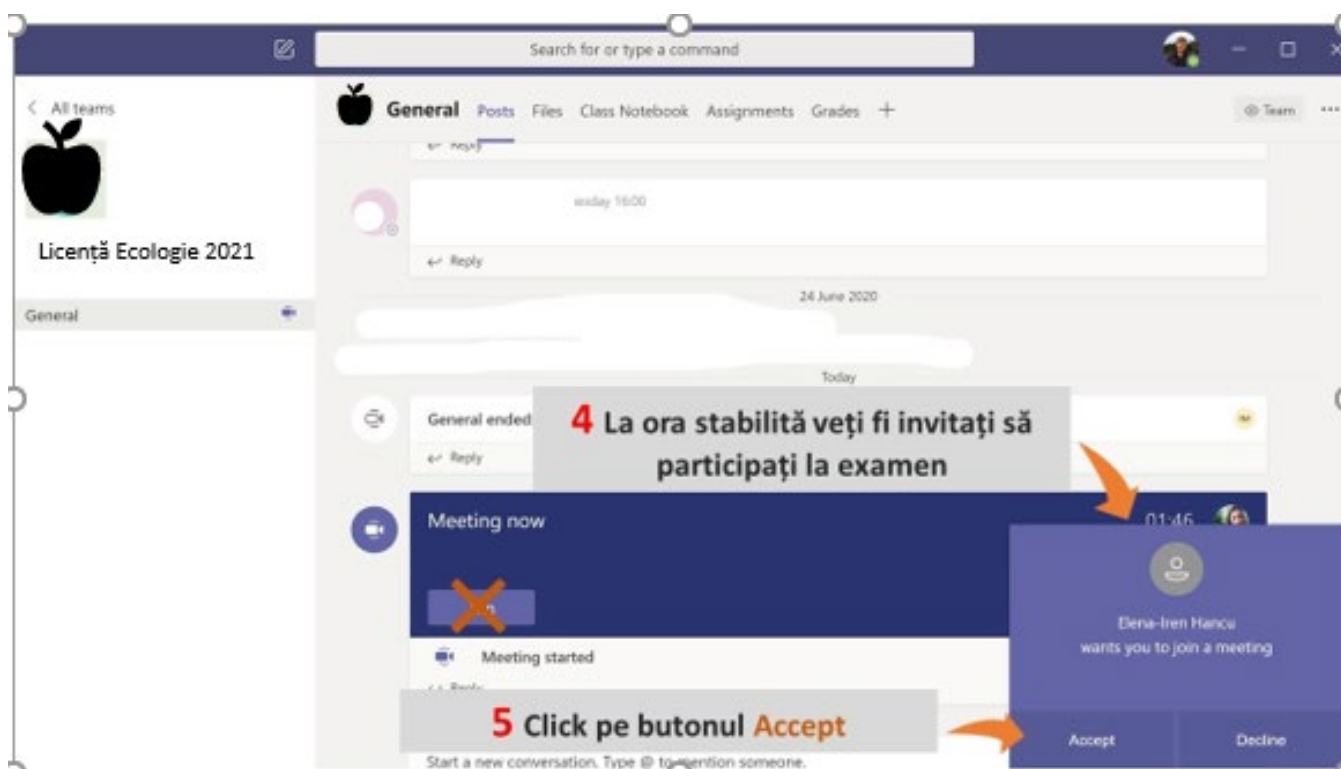 Search for or type a command
All teams
General Posts Files Class Notebook Assignments Grades +
Team
Reply
16:00
Licență Ecologie 2021
Reply
24 June 2020
General
Today
General ended
4 La ora stabilită veți fi invitați să
participați la examen
Reply
Meeting now
01:46
Elena-Iren Hancu
wants you to join a meeting
Meeting started
Reply
5 Click pe butonul Accept
Accept
Decline
Start a new conversation. Type @ to mention someone.